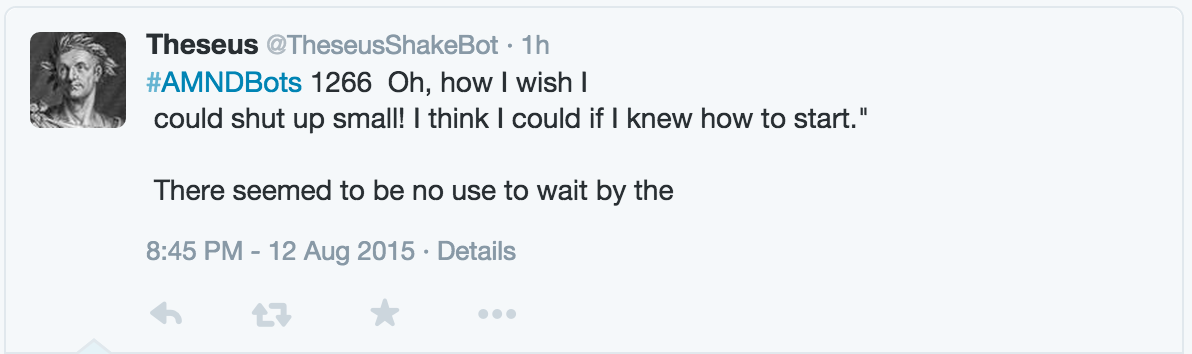 Theseus @TheseusShakeBot · 1h
#AMNDBots 1266  Oh, how I wish I
could shut up small! I think I could if I knew how to start."
There seemed to be no use to wait by the
8:45 PM - 12 Aug 2015 · Details